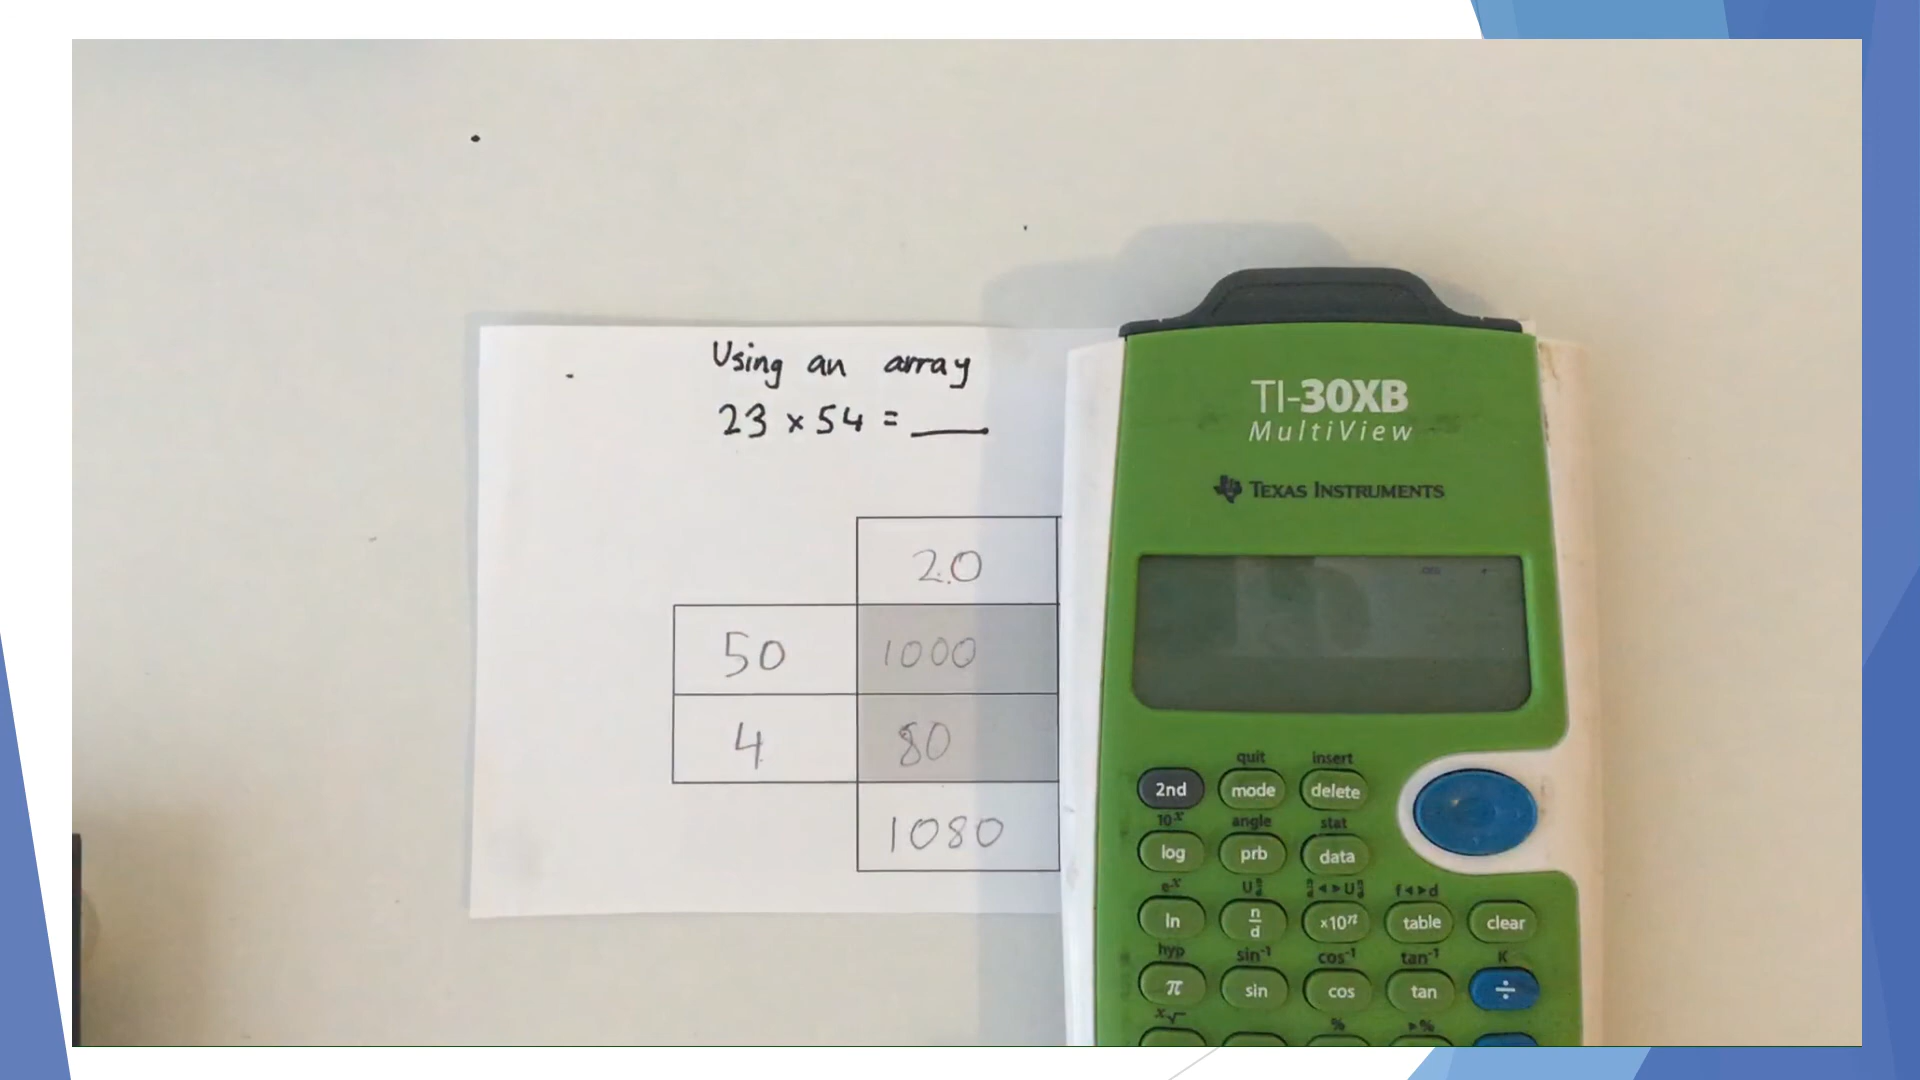 Using an array
23 x 54 = ___
20
50 1000
4 80
1080
TI-30XB
MultiView
TEXAS INSTRUMENTS
quit insert
2nd mode delete
10ˣ angle stat
log prb data
eˣ U n/d n/d ◄► U n/d f◄►d
ln n/d ×10ⁿ table clear
hyp sin⁻¹ cos⁻¹ tan⁻¹ K
π sin cos tan ÷
x√ % ►%